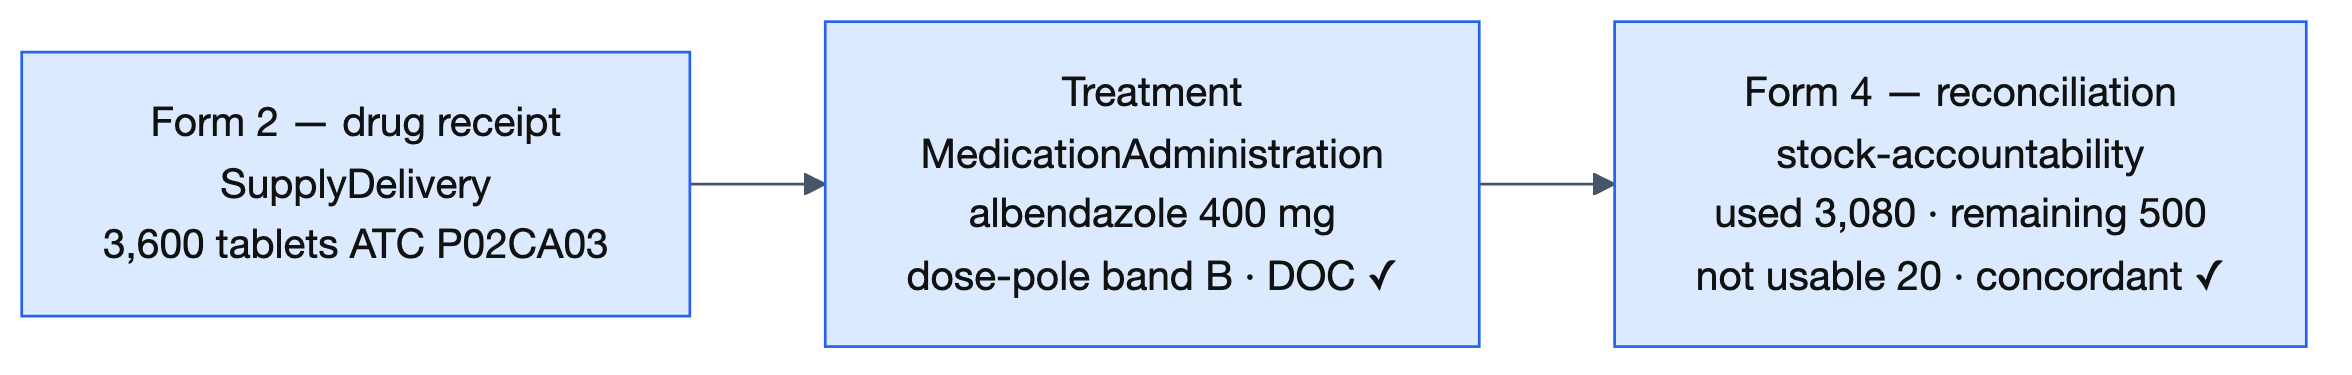 Form 2 — drug receipt
SupplyDelivery
3,600 tablets ATC P02CA03
Treatment
MedicationAdministration
albendazole 400 mg
dose-pole band B · DOC ✓
Form 4 — reconciliation
stock-accountability
used 3,080 · remaining 500
not usable 20 · concordant ✓